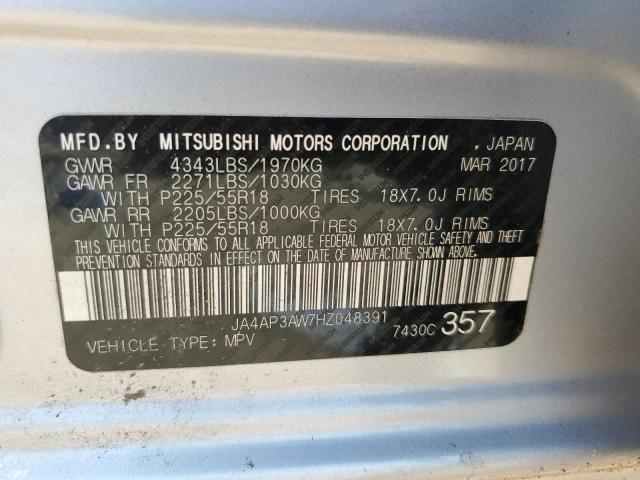 MFD.BY MITSUBISHI MOTORS CORPORATION . JAPAN
GVWR 4343LBS/1970KG MAR 2017
GAWR FR 2271LBS/1030KG
WITH P225/55R18 TIRES 18X7.0J RIMS
GAWR RR 2205LBS/1000KG
WITH P225/55R18 TIRES 18X7.0J RIMS
THIS VEHICLE CONFORMS TO ALL APPLICABLE FEDERAL MOTOR VEHICLE SAFETY AND THEFT
PREVENTION STANDARDS IN EFFECT ON THE DATE OF MANUFACTURE SHOWN ABOVE.
JA4AP3AW7HZ048391
VEHICLE TYPE: MPV 7430C 357